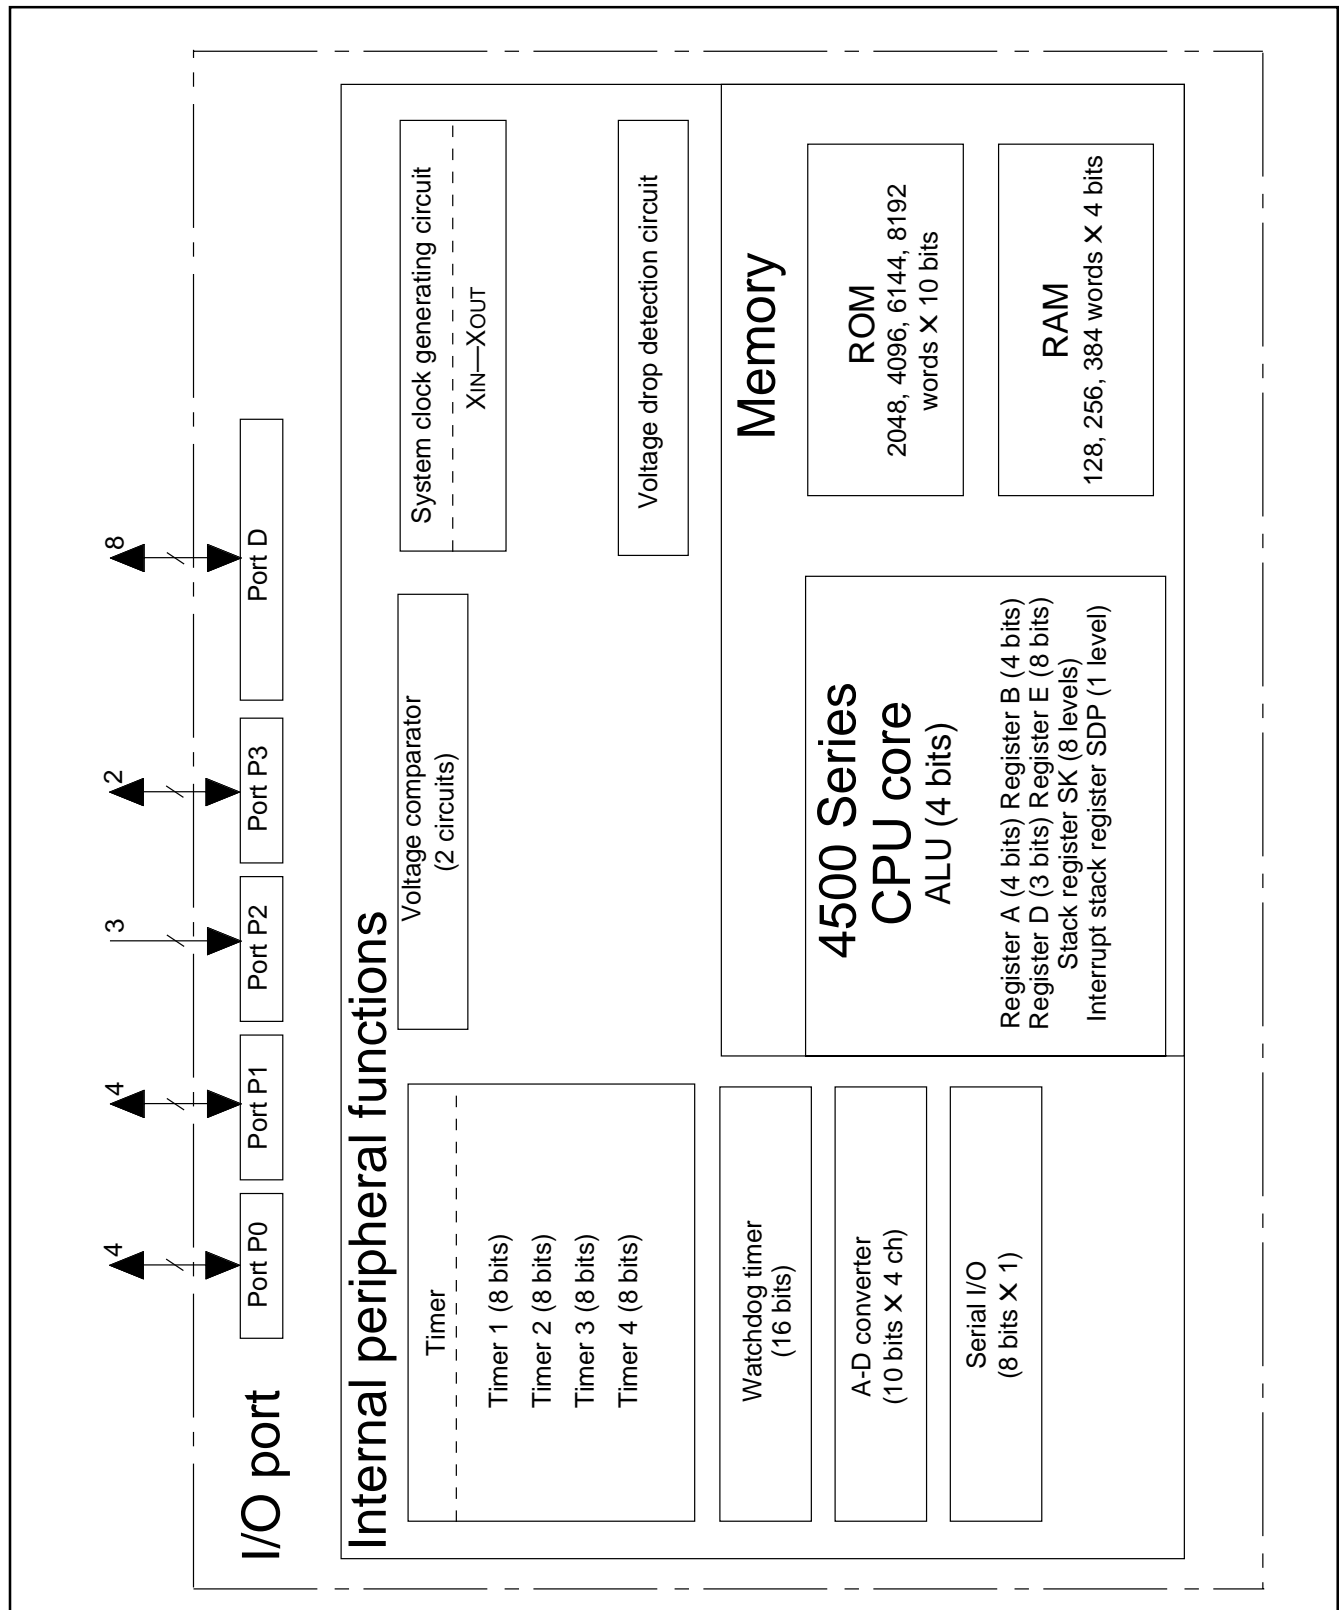 4
4
3
2
8
I/O port
Port P0
Port P1
Port P2
Port P3
Port D
Internal peripheral functions
Timer
Timer 1 (8 bits)
Timer 2 (8 bits)
Timer 3 (8 bits)
Timer 4 (8 bits)
Voltage comparator
(2 circuits)
System clock generating circuit
XIN—XOUT
Voltage drop detection circuit
Watchdog timer
(16 bits)
A-D converter
(10 bits ✕ 4 ch)
Serial I/O
(8 bits ✕ 1)
Memory
4500 Series
CPU core
ALU (4 bits)
Register A (4 bits) Register B (4 bits)
Register D (3 bits) Register E (8 bits)
Stack register SK (8 levels)
Interrupt stack register SDP (1 level)
ROM
2048, 4096, 6144, 8192
words ✕ 10 bits
RAM
128, 256, 384 words ✕ 4 bits